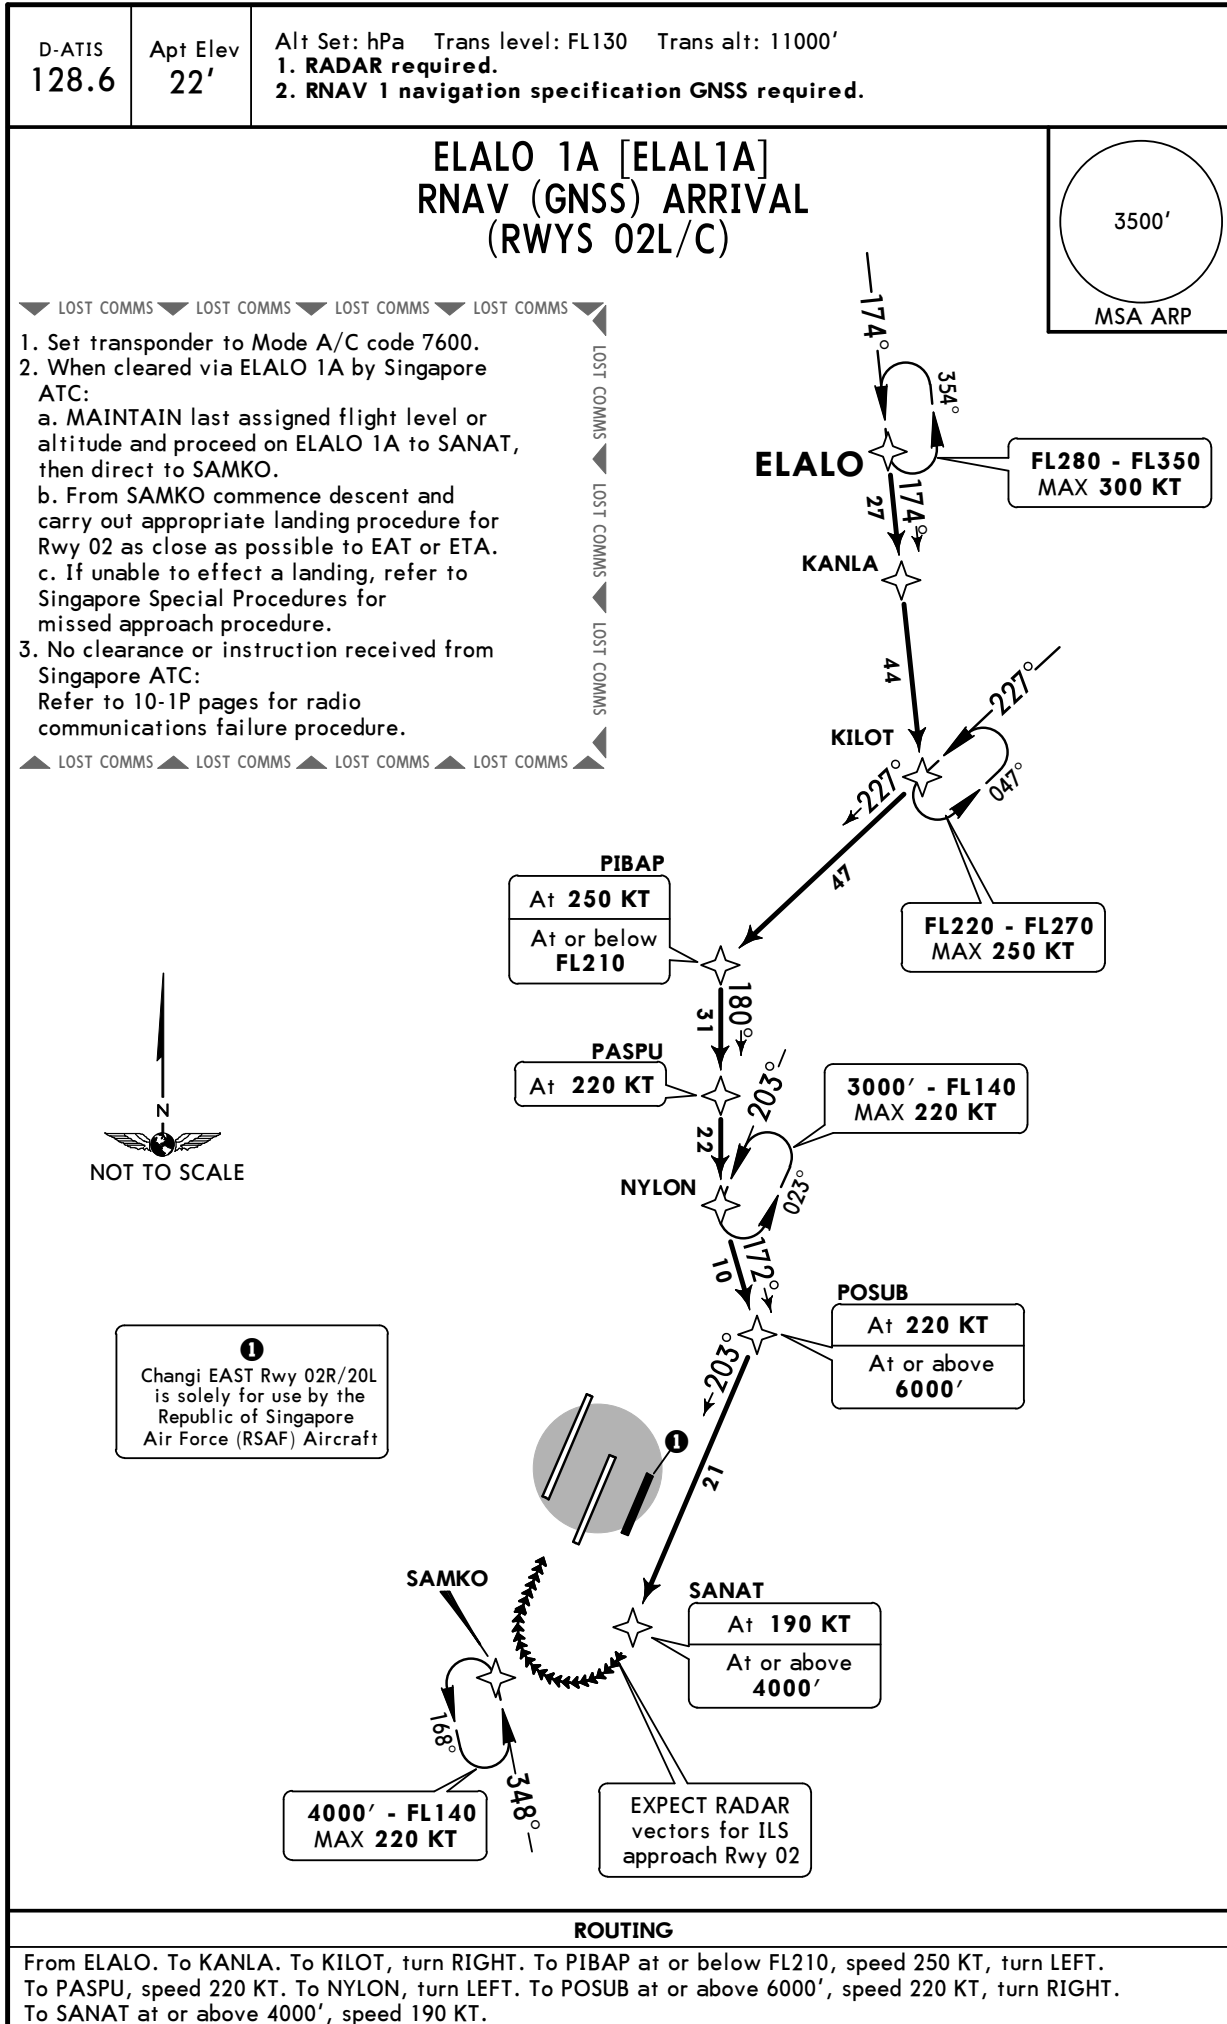 D-ATIS
128.6
Apt Elev
22'
Alt Set: hPa Trans level: FL130 Trans alt: 11000'
1. RADAR required.
2. RNAV 1 navigation specification GNSS required.
ELALO 1A [ELAL1A]
RNAV (GNSS) ARRIVAL
(RWYS 02L/C)
3500'
MSA ARP
LOST COMMS LOST COMMS LOST COMMS LOST COMMS
1. Set transponder to Mode A/C code 7600.
2. When cleared via ELALO 1A by Singapore
ATC:
a. MAINTAIN last assigned flight level or
altitude and proceed on ELALO 1A to SANAT,
then direct to SAMKO.
b. From SAMKO commence descent and
carry out appropriate landing procedure for
Rwy 02 as close as possible to EAT or ETA.
c. If unable to effect a landing, refer to
Singapore Special Procedures for
missed approach procedure.
3. No clearance or instruction received from
Singapore ATC:
Refer to 10-1P pages for radio
communications failure procedure.
LOST COMMS LOST COMMS LOST COMMS
LOST COMMS LOST COMMS LOST COMMS LOST COMMS
174°
354°
ELALO
FL280 - FL350
MAX 300 KT
27
174°
KANLA
44
227°
KILOT
047°
227°
47
FL220 - FL270
MAX 250 KT
PIBAP
At 250 KT
At or below
FL210
180°
31
PASPU
At 220 KT
203°
3000' - FL140
MAX 220 KT
22
NYLON
023°
172°
10
N
NOT TO SCALE
POSUB
At 220 KT
At or above
6000'
203°
21
1
Changi EAST Rwy 02R/20L
is solely for use by the
Republic of Singapore
Air Force (RSAF) Aircraft
1
SAMKO
SANAT
At 190 KT
At or above
4000'
168°
348°
4000' - FL140
MAX 220 KT
EXPECT RADAR
vectors for ILS
approach Rwy 02
ROUTING
From ELALO. To KANLA. To KILOT, turn RIGHT. To PIBAP at or below FL210, speed 250 KT, turn LEFT.
To PASPU, speed 220 KT. To NYLON, turn LEFT. To POSUB at or above 6000', speed 220 KT, turn RIGHT.
To SANAT at or above 4000', speed 190 KT.